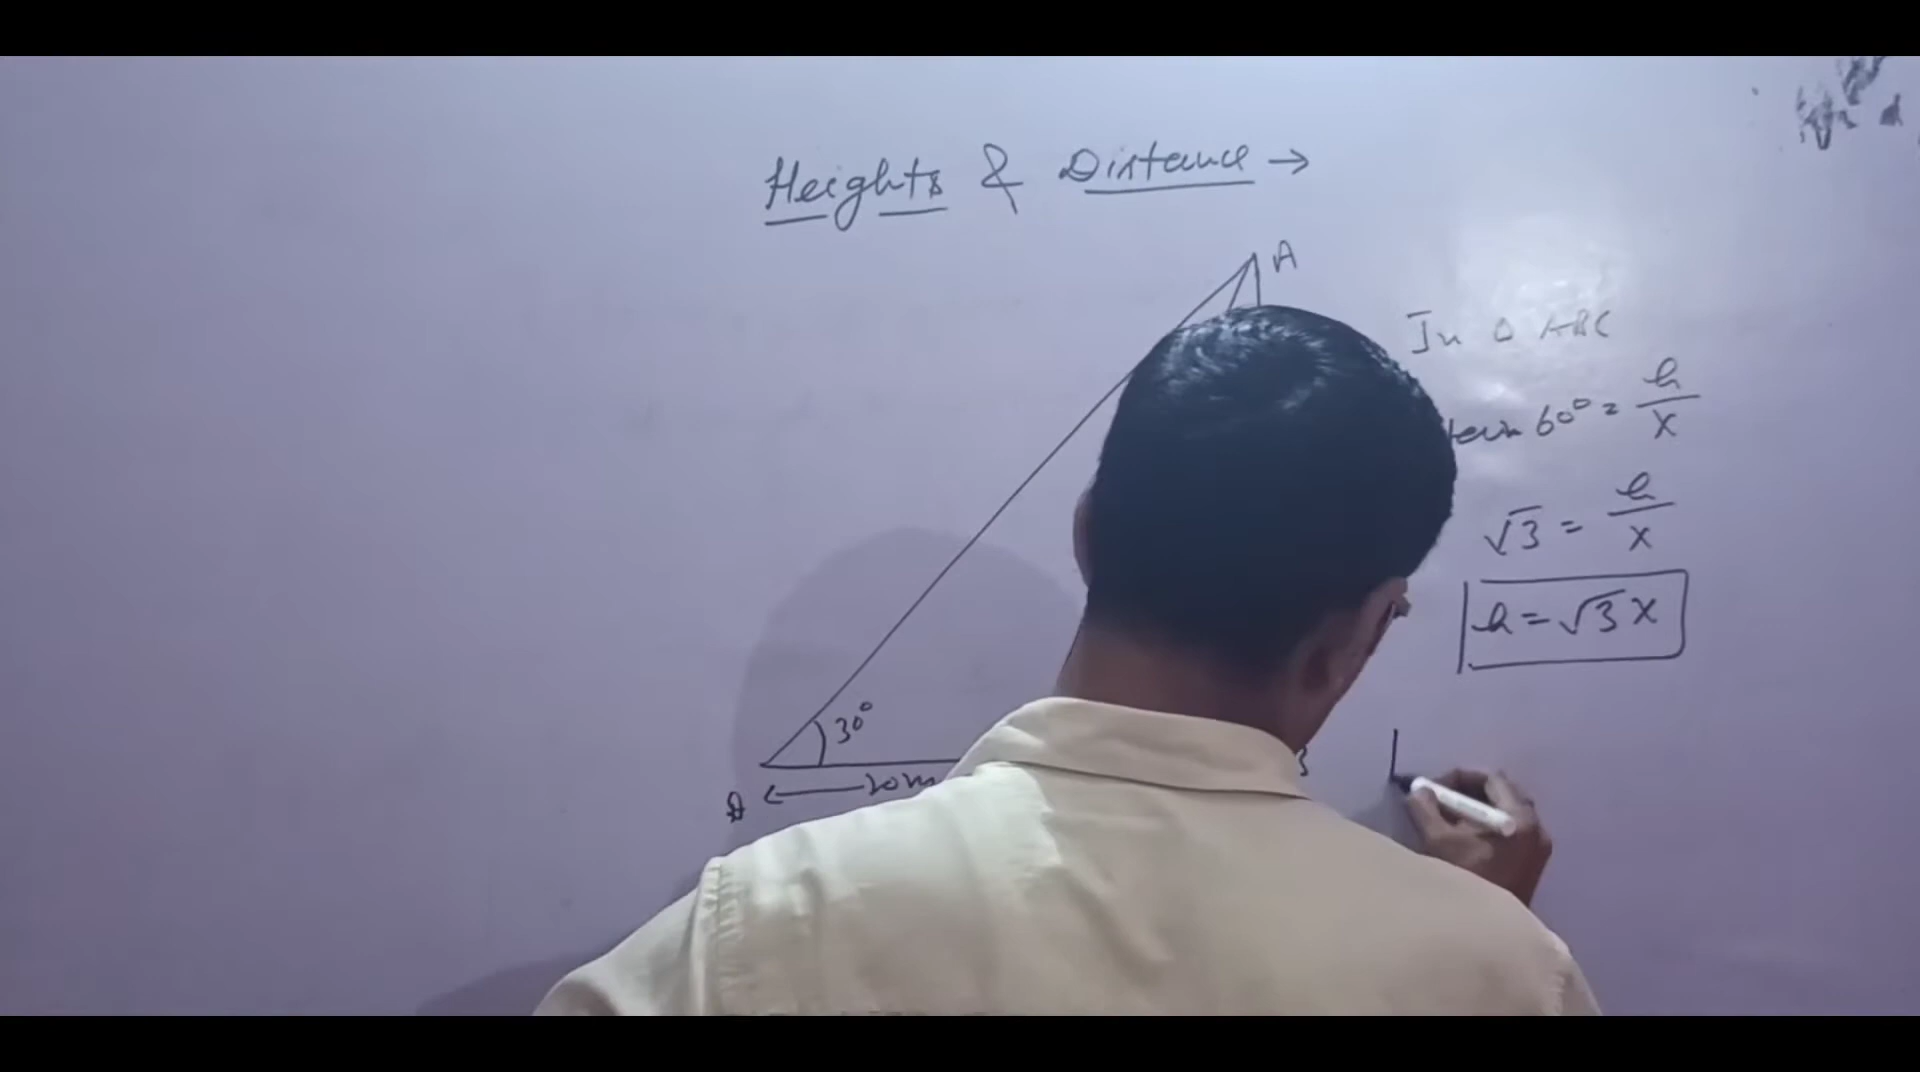 Heights & Distance →
A
In △ ABC
tan 60° = h/x
√3 = h/x
h = √3 x
30°
B
D
20m